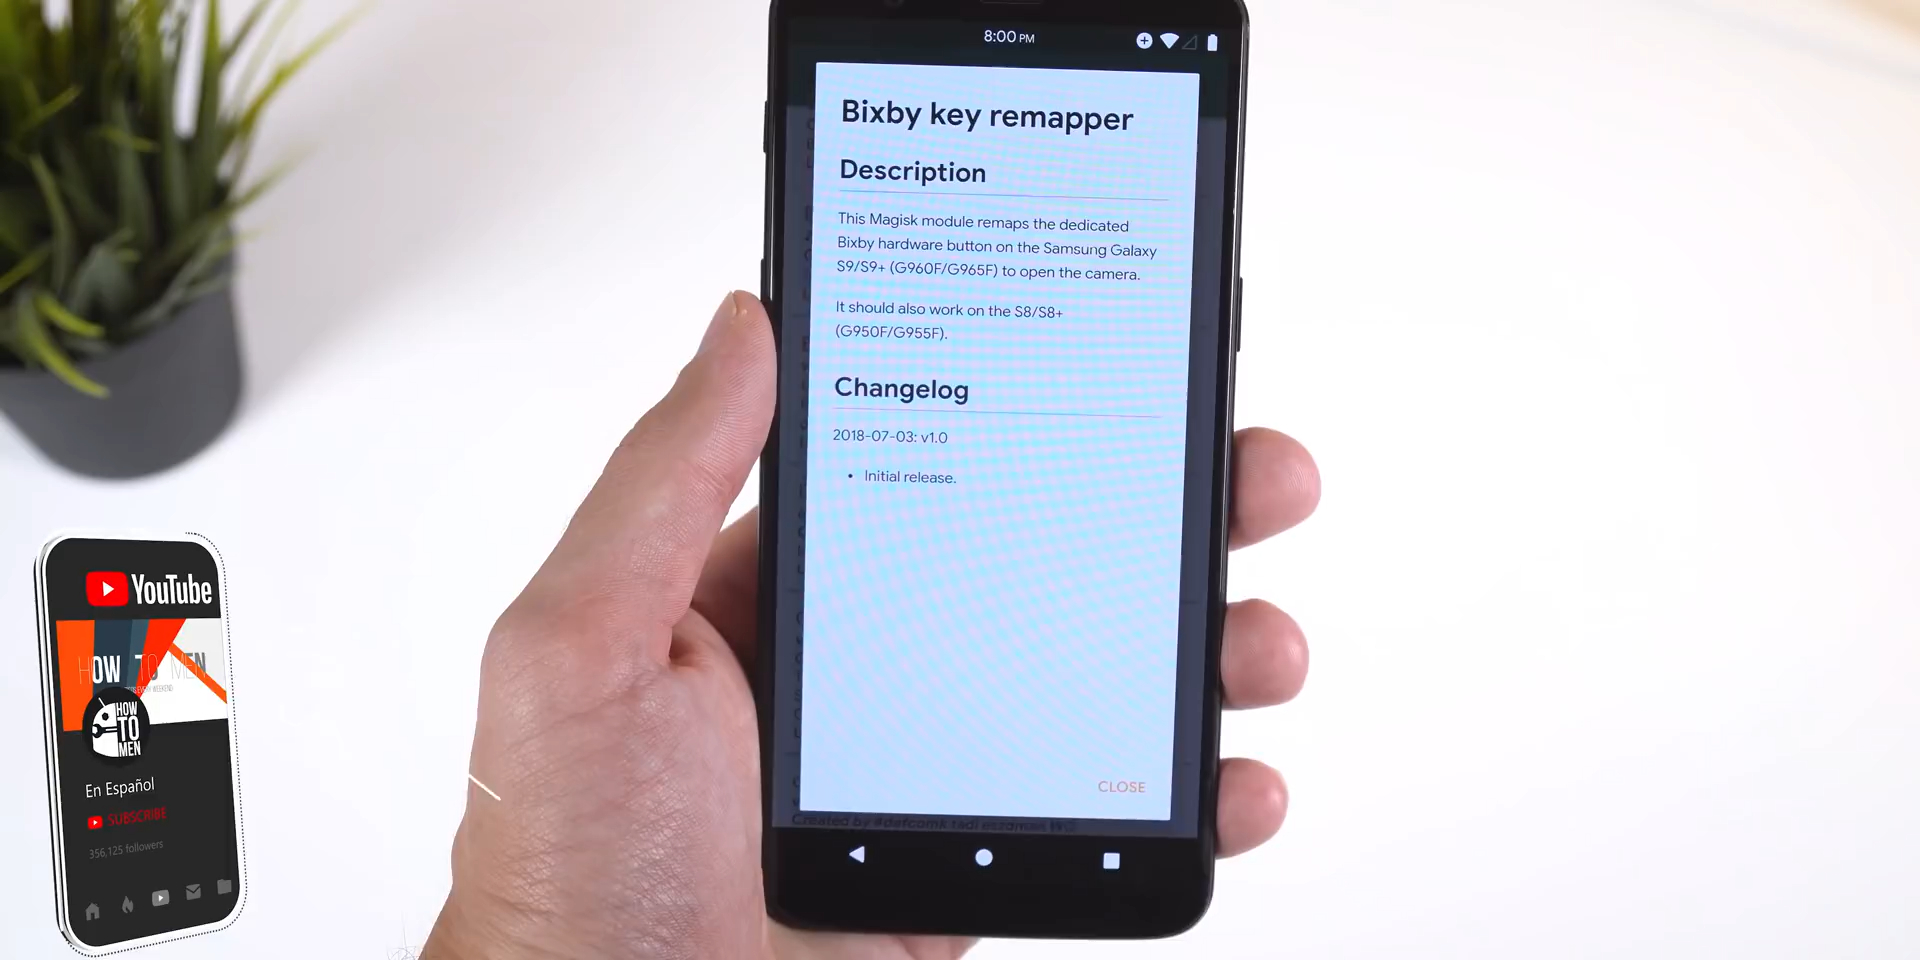 8:00 PM
Bixby key remapper
Description
This Magisk module remaps the dedicated
Bixby hardware button on the Samsung Galaxy
S9/S9+ (G960F/G965F) to open the camera.
It should also work on the S8/S8+
(G950F/G955F).
Changelog
2018-07-03: v1.0
• Initial release.
CLOSE
Created by
YouTube
HOW TO MEN
HOW
TO
MEN
En Español
SUBSCRIBE
356,125 followers